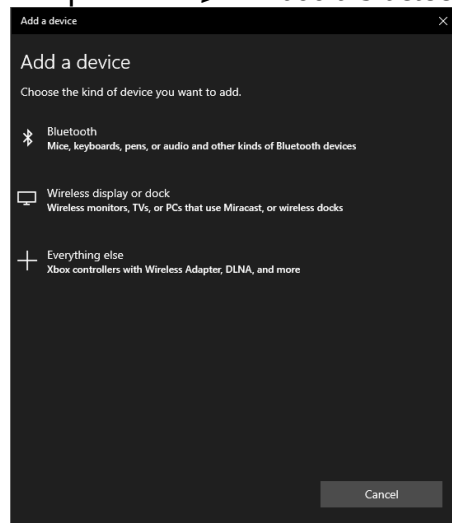 Add a device
Add a device
Choose the kind of device you want to add.
Bluetooth
Mice, keyboards, pens, or audio and other kinds of Bluetooth devices
Wireless display or dock
Wireless monitors, TVs, or PCs that use Miracast, or wireless docks
Everything else
Xbox controllers with Wireless Adapter, DLNA, and more
Cancel